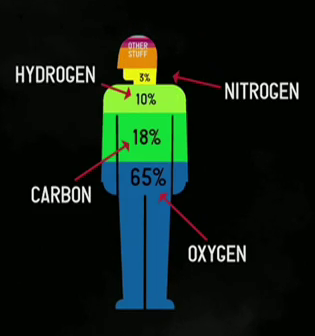 OTHER
STUFF
3%
HYDROGEN
NITROGEN
10%
18%
CARBON
65%
OXYGEN